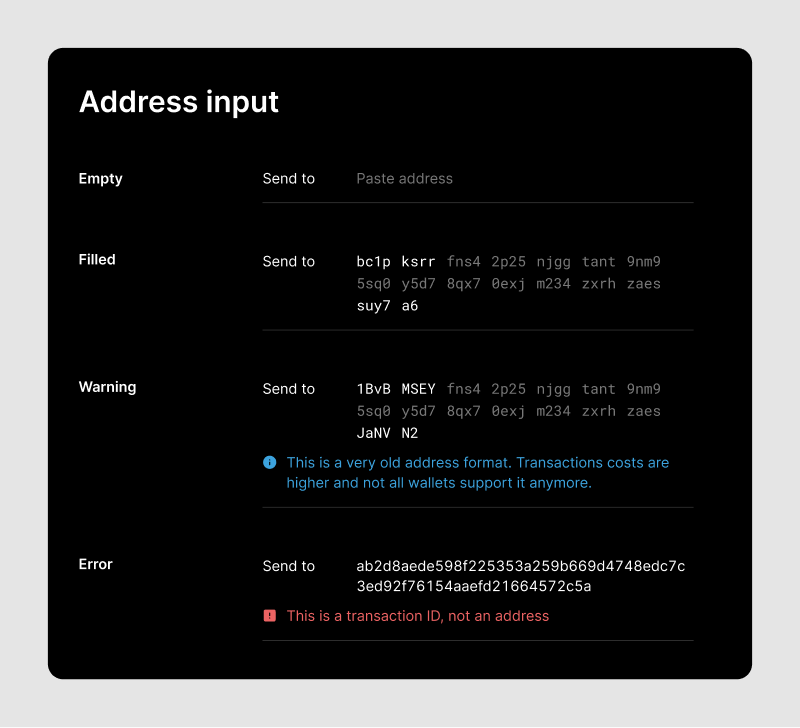 Address input
Empty
Send to
Paste address
Filled
Send to
bc1p ksrr fns4 2p25 njgg tant 9nm9
5sq0 y5d7 8qx7 0exj m234 zxrh zaes
suy7 a6
Warning
Send to
1BvB MSEY fns4 2p25 njgg tant 9nm9
5sq0 y5d7 8qx7 0exj m234 zxrh zaes
JaNV N2
This is a very old address format. Transactions costs are
higher and not all wallets support it anymore.
Error
Send to
ab2d8aede598f225353a259b669d4748edc7c
3ed92f76154aaefd21664572c5a
This is a transaction ID, not an address